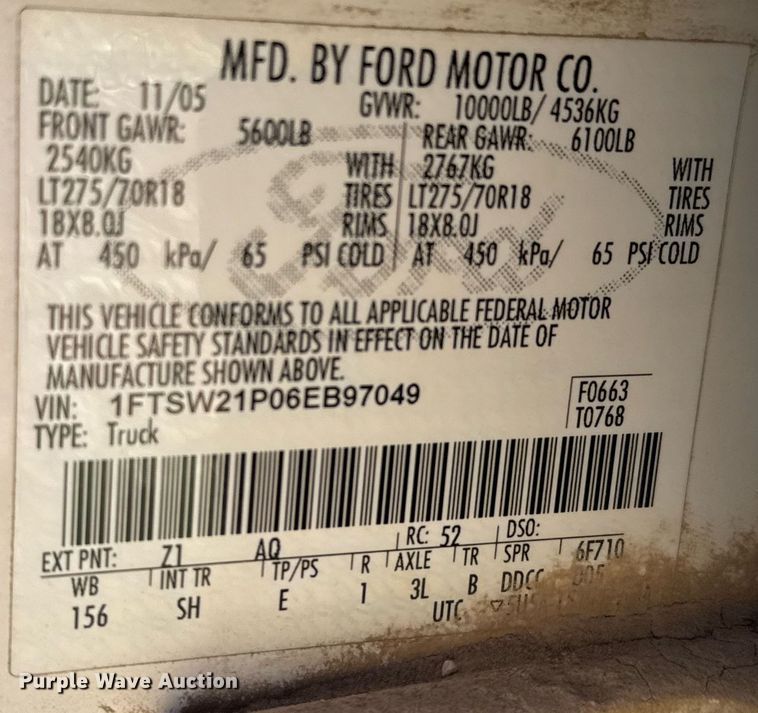 MFD. BY FORD MOTOR CO.
DATE: 11/05 GVWR: 10000LB/ 4536KG
FRONT GAWR: 5600LB REAR GAWR: 6100LB
2540KG WITH 2767KG WITH
LT275/70R18 TIRES LT275/70R18 TIRES
18X8.0J RIMS 18X8.0J RIMS
AT 450 kPa/ 65 PSI COLD AT 450 kPa/ 65 PSI COLD
THIS VEHICLE CONFORMS TO ALL APPLICABLE FEDERAL MOTOR
VEHICLE SAFETY STANDARDS IN EFFECT ON THE DATE OF
MANUFACTURE SHOWN ABOVE.
VIN: 1FTSW21P06EB97049 F0663
TYPE: Truck T0768
EXT PNT: Z1 AQ RC: 52 DSO:
WB INT TR TP/PS R AXLE TR SPR 6F710
156 SH E 1 3L B
UTC
Purple Wave Auction